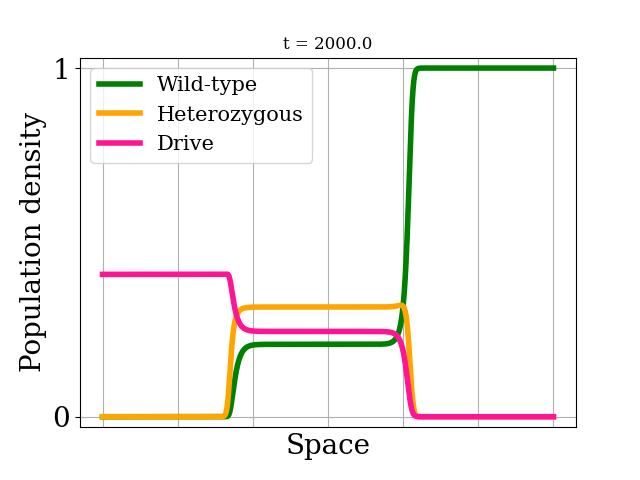 t = 2000.0
1
Wild-type
Heterozygous
Drive
Population density
0
Space